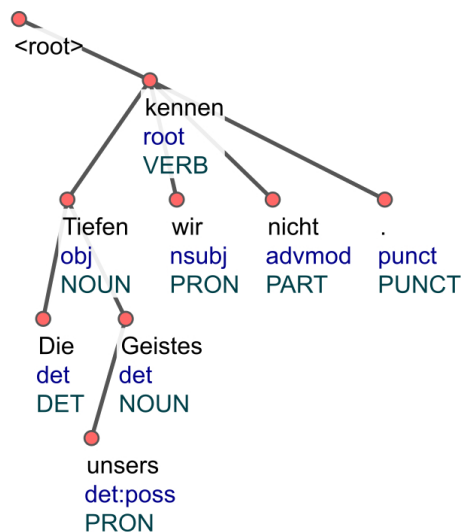 <root>
kennen
root
VERB
Tiefen wir nicht .
obj nsubj advmod punct
NOUN PRON PART PUNCT
Die Geistes
det det
DET NOUN
unsers
det:poss
PRON